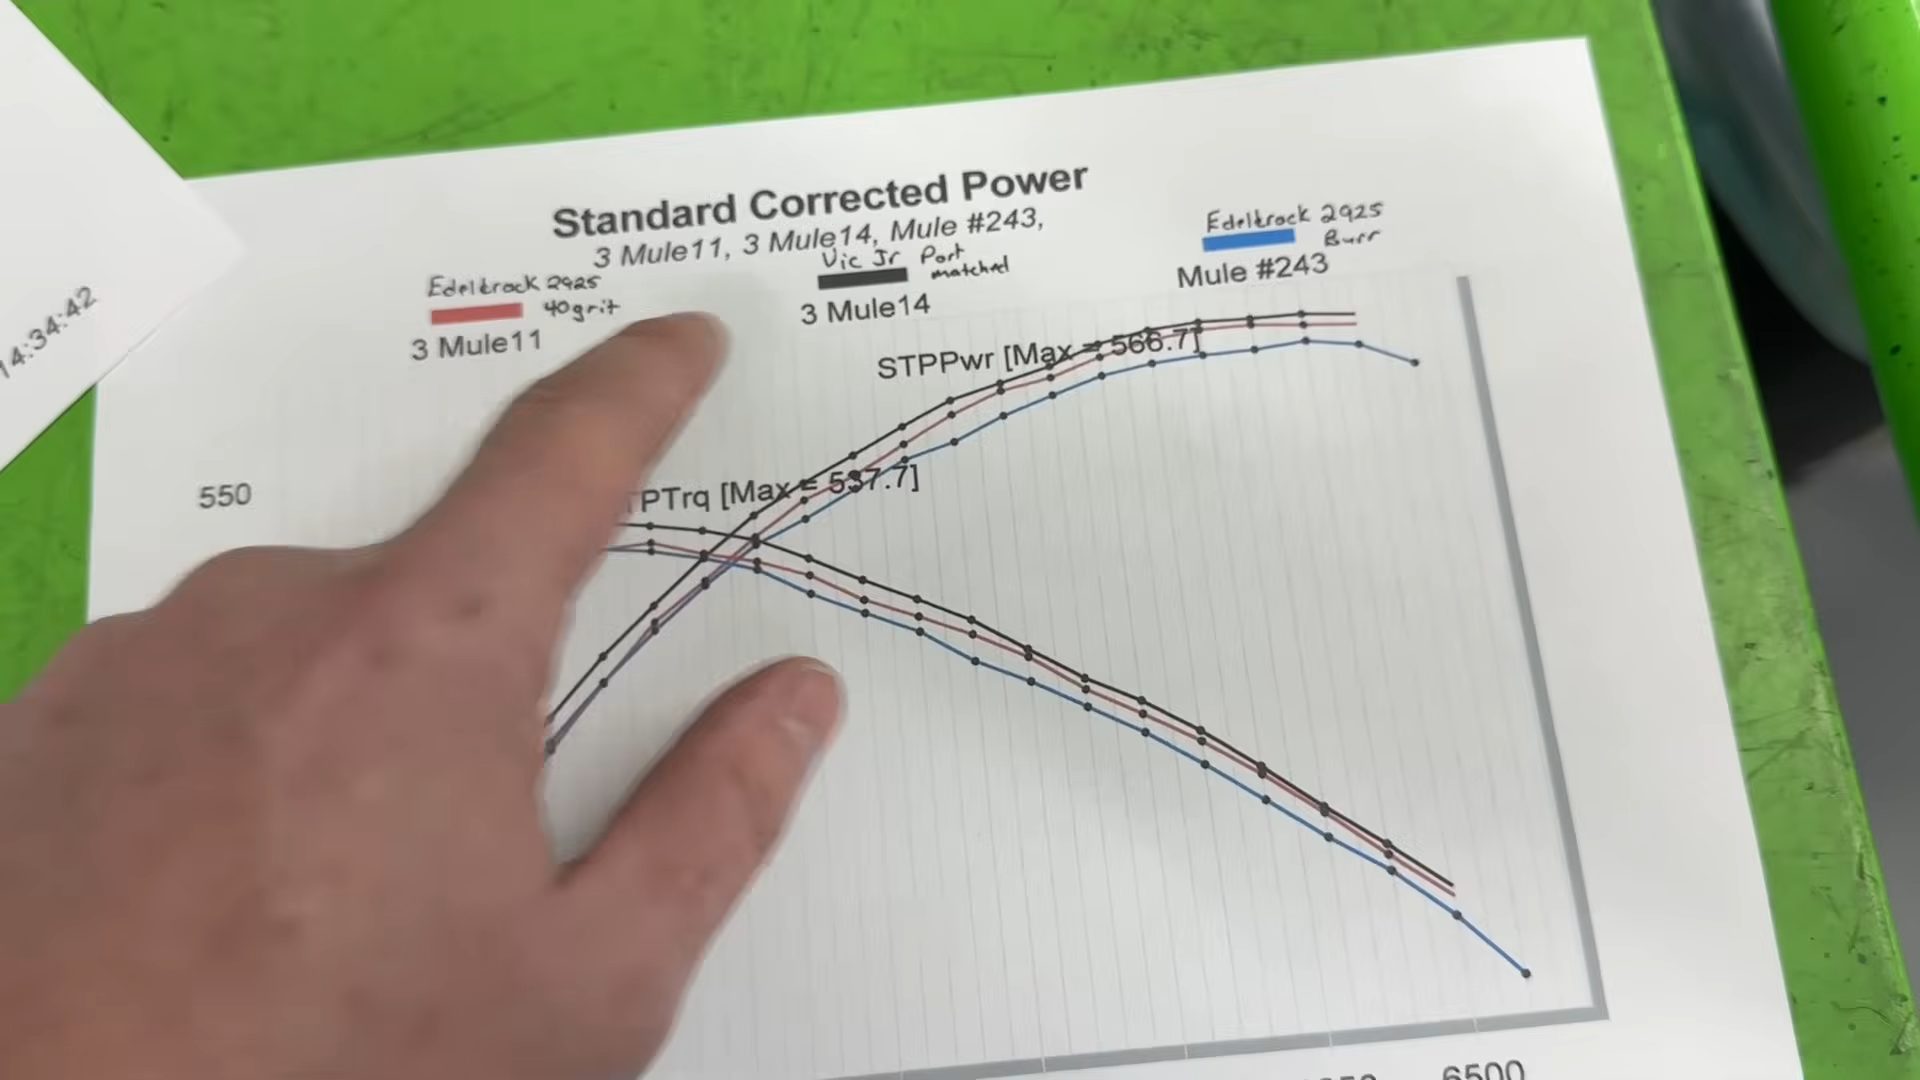 14:34:42
Standard Corrected Power
3 Mule11, 3 Mule14, Mule #243,
Edelbrock 2925
40grit
3 Mule11
Vic Jr Port
matched
3 Mule14
Edelbrock 2925
Burr
Mule #243
STPPwr [Max = 566.7]
550
TPTrq [Max = 537.7]
6500